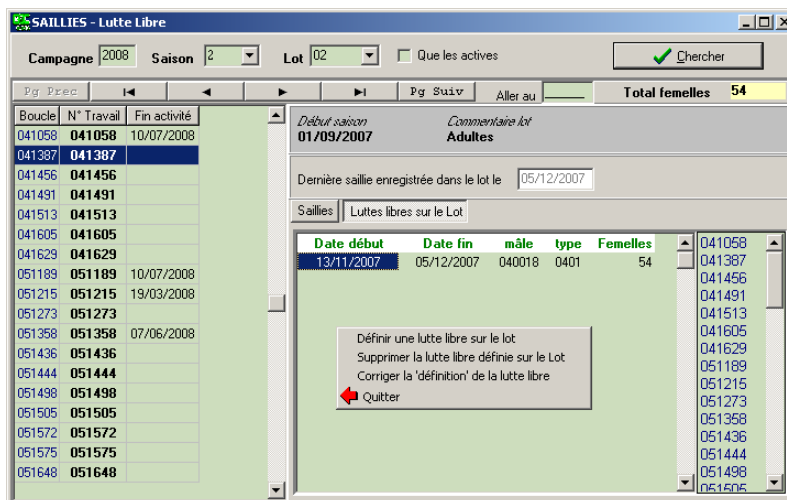 SAILLIES - Lutte Libre
Campagne 2008 Saison 2 Lot 02 Que les actives Chercher
Pg Prec Pg Suiv Aller au Total femelles 54
Boucle N° Travail Fin activité
041058 041058 10/07/2008
041387 041387
041456 041456
041491 041491
041513 041513
041605 041605
041629 041629
051189 051189 10/07/2008
051215 051215 19/03/2008
051273 051273
051358 051358 07/06/2008
051436 051436
051444 051444
051498 051498
051505 051505
051572 051572
051575 051575
051648 051648
Début saison Commentaire lot
01/09/2007 Adultes
Dernière saillie enregistrée dans le lot le 05/12/2007
Saillies Luttes libres sur le Lot
Date début Date fin mâle type Femelles
13/11/2007 05/12/2007 040018 0401 54
Définir une lutte libre sur le lot
Supprimer la lutte libre définie sur le Lot
Corriger la 'définition' de la lutte libre
Quitter
041058
041387
041456
041491
041513
041605
041629
051189
051215
051273
051358
051436
051444
051498
051505